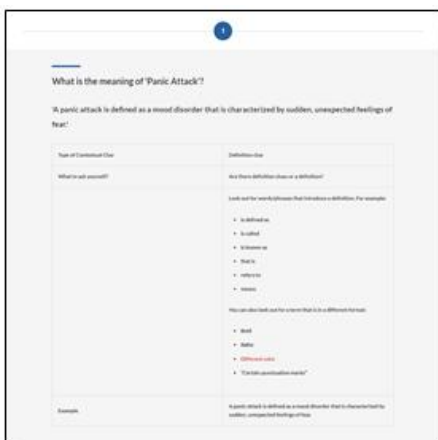 1
What is the meaning of 'Panic Attack'?
'A panic attack is defined as a mood disorder that is characterized by sudden, unexpected feelings of
fear.'
Type of Contextual Clue
Definition clue
What to ask yourself?
Are there definition clues or a definition?
Look out for words/phrases that introduce a definition. For example:
is defined as
is called
is known as
that is
refers to
means
You can also look out for a term that is in a different format:
Bold
Italics
Different color
"Certain punctuation marks"
Example
A panic attack is defined as a mood disorder that is characterized by
sudden, unexpected feelings of fear.